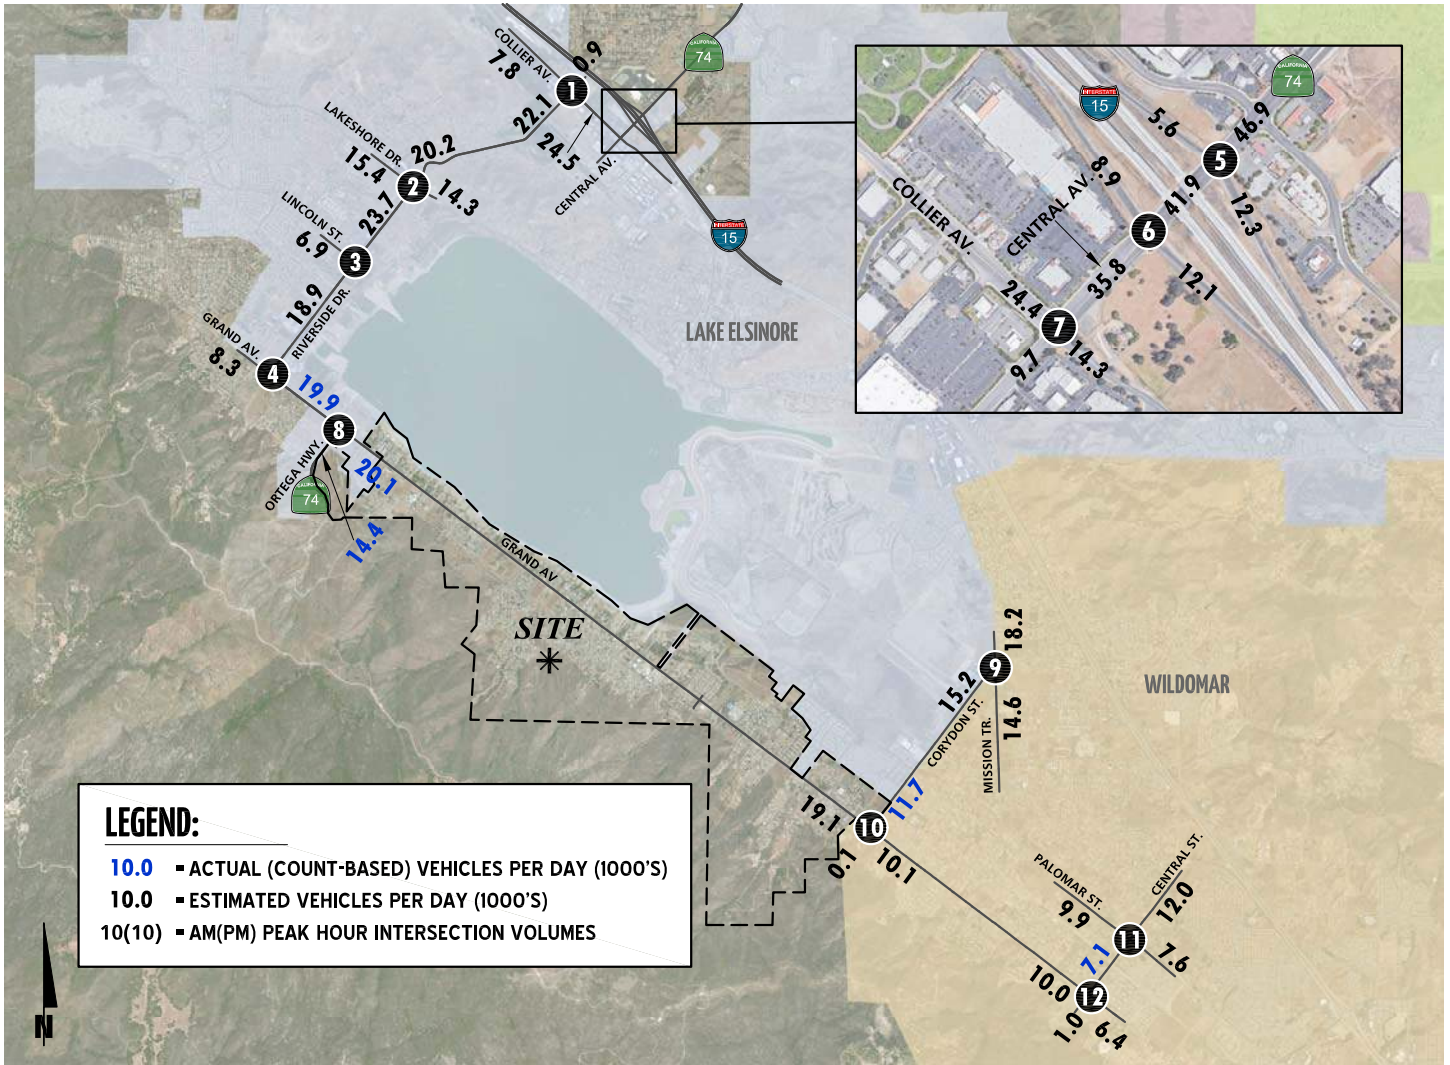 COLLIER AV.
7.8
0.9
1
22.1
24.5
CENTRAL AV.
CALIFORNIA
74
INTERSTATE
15
LAKESHORE DR.
15.4
20.2
2
14.3
23.7
LINCOLN ST.
6.9
3
18.9
RIVERSIDE DR.
GRAND AV.
8.3
4
19.9
8
ORTEGA HWY.
CALIFORNIA
74
20.1
14.4
LAKE ELSINORE
INTERSTATE
15
CALIFORNIA
74
5.6
46.9
5
8.9
41.9
12.3
6
COLLIER AV.
CENTRAL AV.
35.8
12.1
24.4
7
9.7
14.3
GRAND AV
SITE
18.2
9
15.2
CORYDON ST.
MISSION TR.
14.6
WILDOMAR
11.7
19.1
10
0.1
10.1
PALOMAR ST.
9.9
CENTRAL ST.
12.0
11
7.1
7.6
10.0
12
1.0
6.4
LEGEND:
10.0 = ACTUAL (COUNT-BASED) VEHICLES PER DAY (1000'S)
10.0 = ESTIMATED VEHICLES PER DAY (1000'S)
10(10) = AM(PM) PEAK HOUR INTERSECTION VOLUMES
N